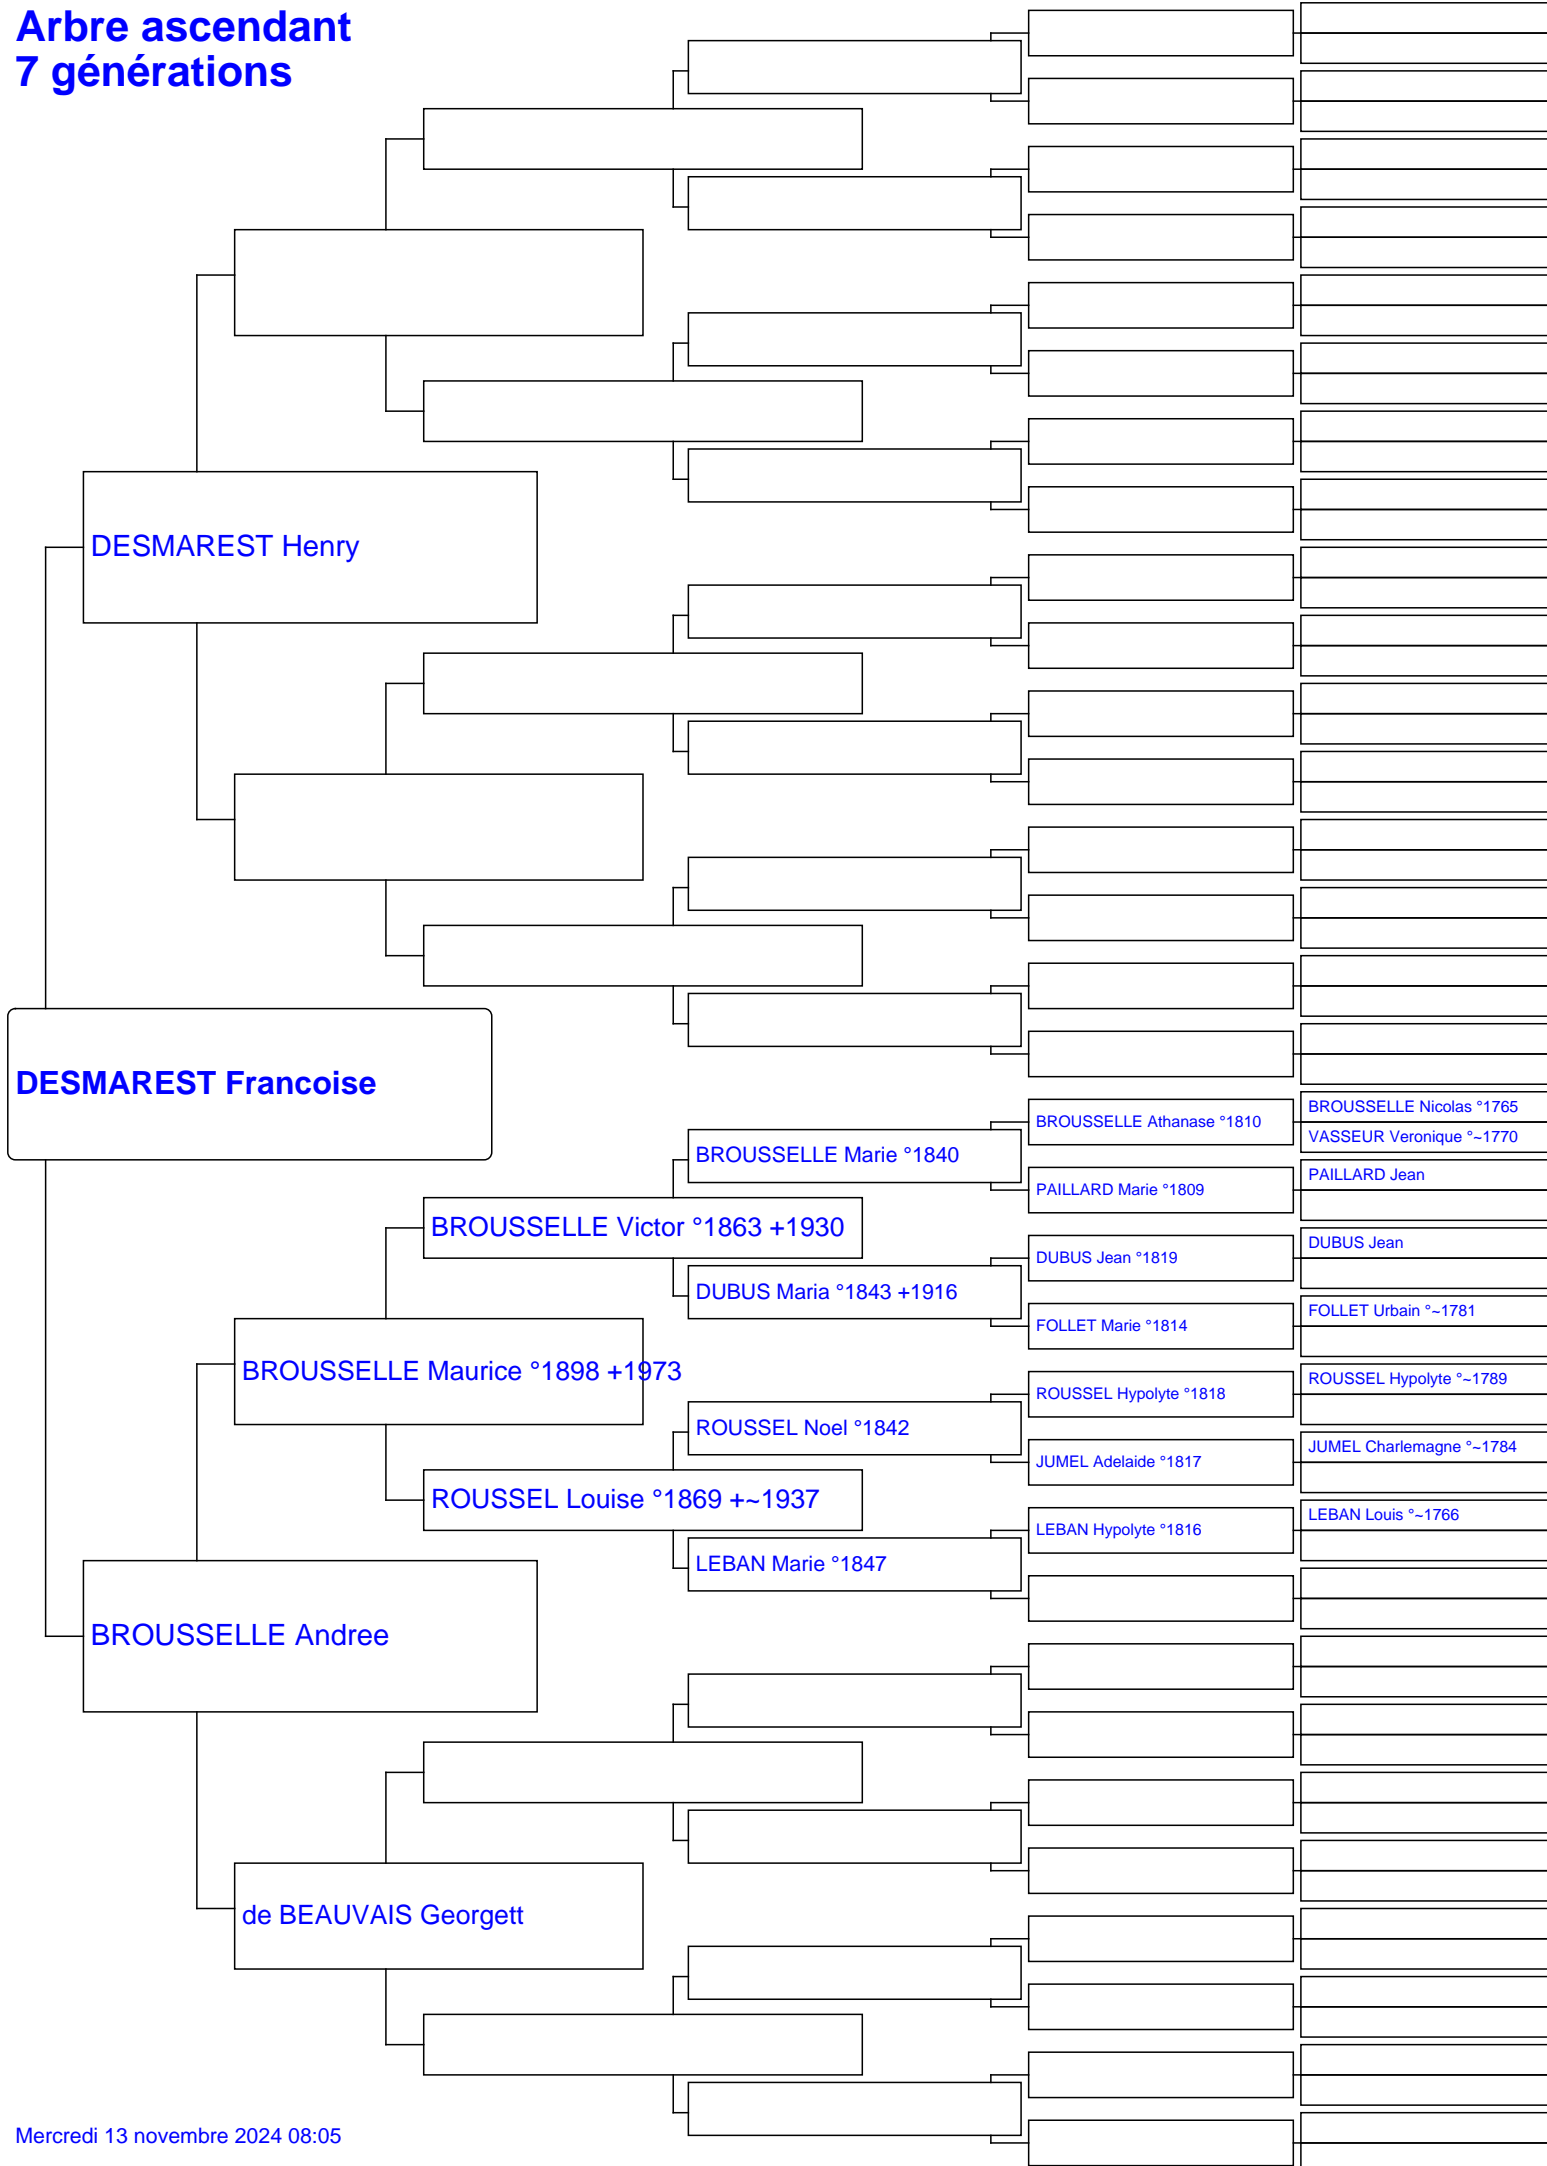 Arbre ascendant
7 générations
DESMAREST Henry
DESMAREST Francoise
BROUSSELLE Nicolas °1765
BROUSSELLE Athanase °1810
VASSEUR Veronique °~1770
BROUSSELLE Marie °1840
PAILLARD Jean
PAILLARD Marie °1809
BROUSSELLE Victor °1863 +1930
DUBUS Jean
DUBUS Jean °1819
DUBUS Maria °1843 +1916
FOLLET Urbain °~1781
FOLLET Marie °1814
BROUSSELLE Maurice °1898 +1973
ROUSSEL Hypolyte °~1789
ROUSSEL Hypolyte °1818
ROUSSEL Noel °1842
JUMEL Charlemagne °~1784
JUMEL Adelaide °1817
ROUSSEL Louise °1869 +~1937
LEBAN Louis °~1766
LEBAN Hypolyte °1816
LEBAN Marie °1847
BROUSSELLE Andree
de BEAUVAIS Georgett
Mercredi 13 novembre 2024 08:05